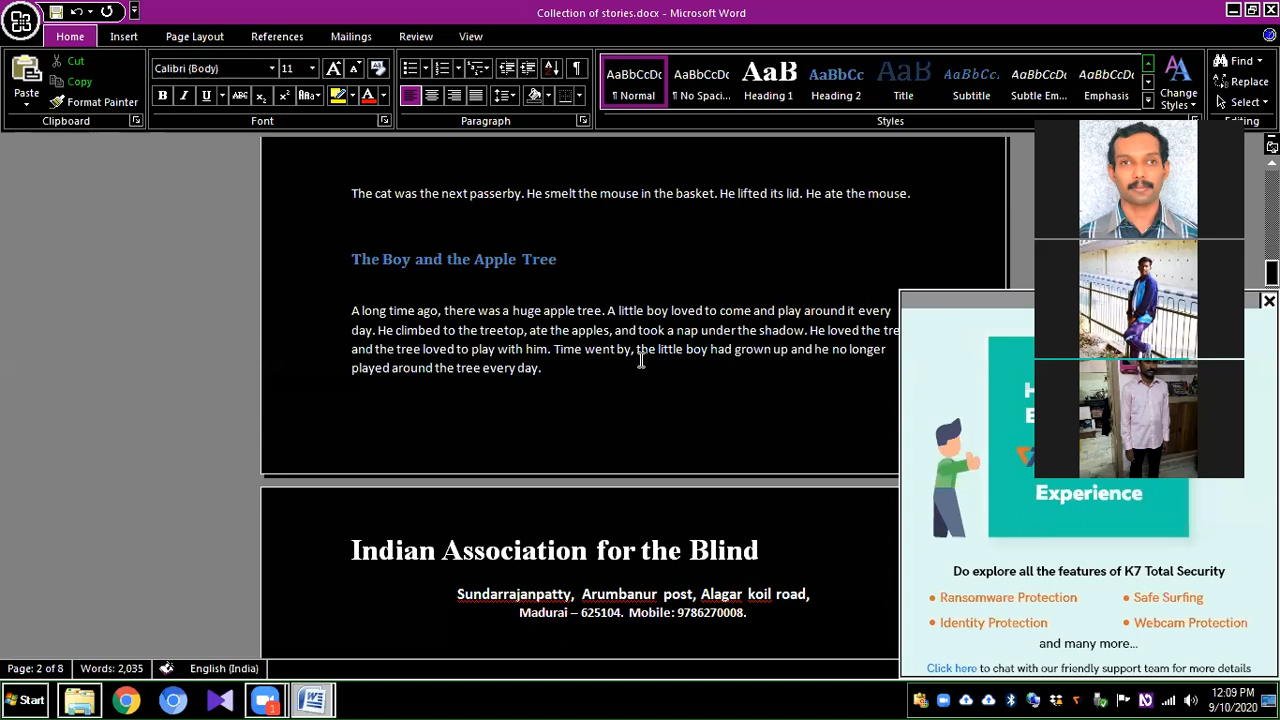 Collection of stories.docx - Microsoft Word
Home Insert Page Layout References Mailings Review View
Paste
Cut
Copy
Format Painter
Clipboard
Calibri (Body) 11
Font
Paragraph
AaBbCcDc AaBbCcDc AaB AaBbCc AaBbCc AaBbCcDc AaBbCcDc
¶ Normal ¶ No Spaci... Heading 1 Heading 2 Title Subtitle Subtle Em... Emphasis
Change
Styles
Styles
Find
Replace
Select
Editing
The cat was the next passerby. He smelt the mouse in the basket. He lifted its lid. He ate the mouse.
The Boy and the Apple Tree
A long time ago, there was a huge apple tree. A little boy loved to come and play around it every
day. He climbed to the treetop, ate the apples, and took a nap under the shadow. He loved the tre
and the tree loved to play with him. Time went by, the little boy had grown up and he no longer
played around the tree every day.
Indian Association for the Blind
Sundarrajanpatty, Arumbanur post, Alagar koil road,
Madurai – 625104. Mobile: 9786270008.
Experience
Do explore all the features of K7 Total Security
• Ransomware Protection • Safe Surfing
• Identity Protection • Webcam Protection
and many more...
Click here to chat with our friendly support team for more details
Page: 2 of 8 Words: 2,035 English (India)
Start
1
12:09 PM
9/10/2020